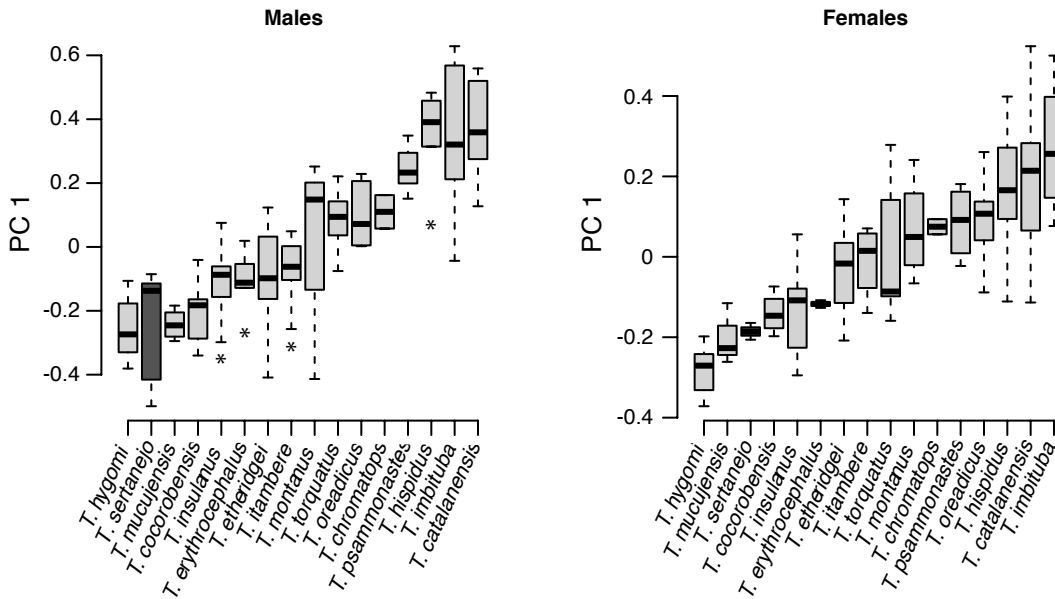 Males
Females
PC 1
0.6
0.4
0.2
0
-0.2
-0.4
*
*
*
*
T. hygomi
T. sertanejo
T. mucujensis
T. cocorobensis
T. insulanus
T. erythrocephalus
T. etheridgei
T. itambere
T. montanus
T. torquatus
T. oreadicus
T. chromatops
T. psammonastes
T. hispidus
T. imbituba
T. catalanensis
PC 1
0.4
0.2
0
-0.2
-0.4
T. hygomi
T. mucujensis
T. sertanejo
T. cocorobensis
T. insulanus
T. erythrocephalus
T. etheridgei
T. itambere
T. torquatus
T. montanus
T. chromatops
T. psammonastes
T. oreadicus
T. hispidus
T. catalanensis
T. imbituba